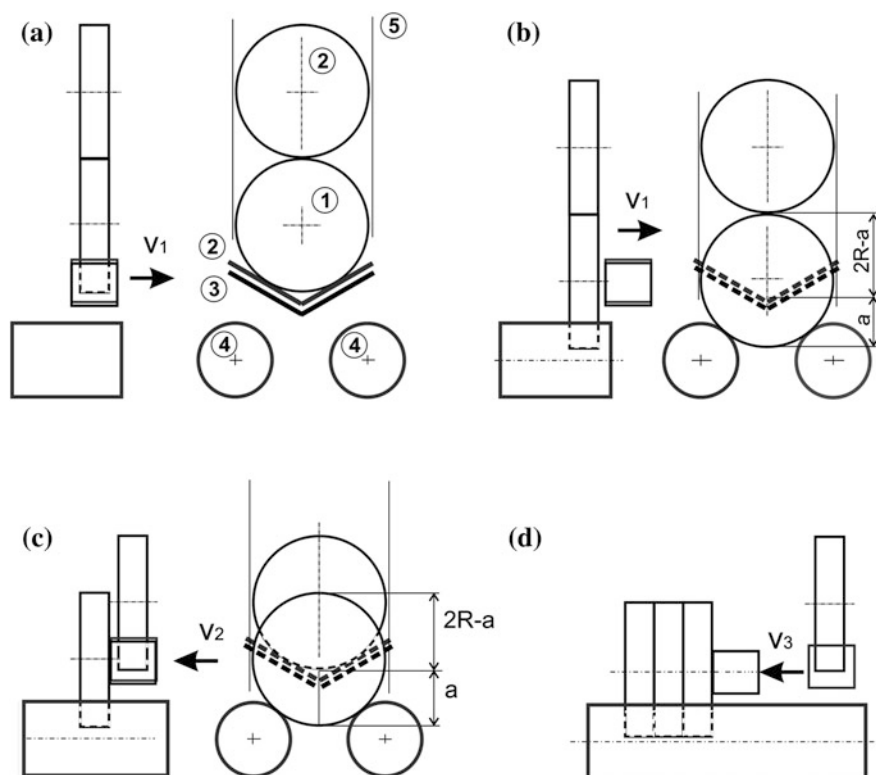 (a)
②
⑤
①
V1
②
③
④
④
(b)
V1
2R-a
a
(c)
V2
2R-a
a
(d)
V3